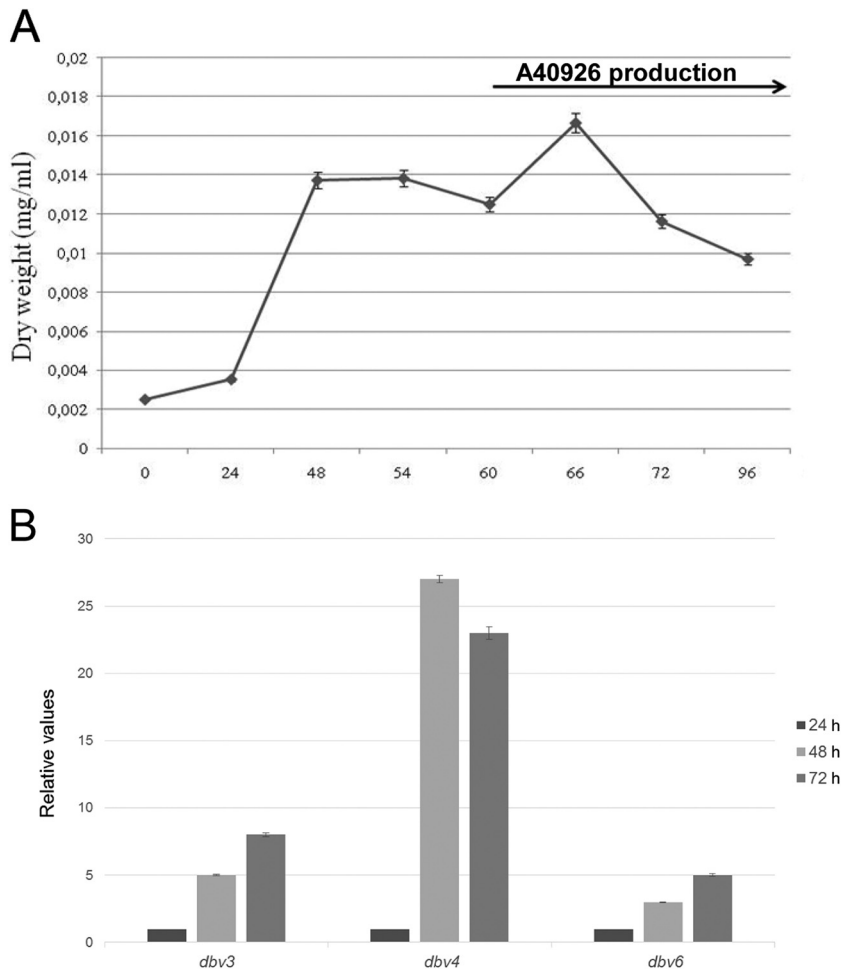 A
A40926 production
Dry weight (mg/ml)
0,02
0,018
0,016
0,014
0,012
0,01
0,008
0,006
0,004
0,002
0
0 24 48 54 60 66 72 96
B
Relative values
30
25
20
15
10
5
0
dbv3 dbv4 dbv6
24 h
48 h
72 h